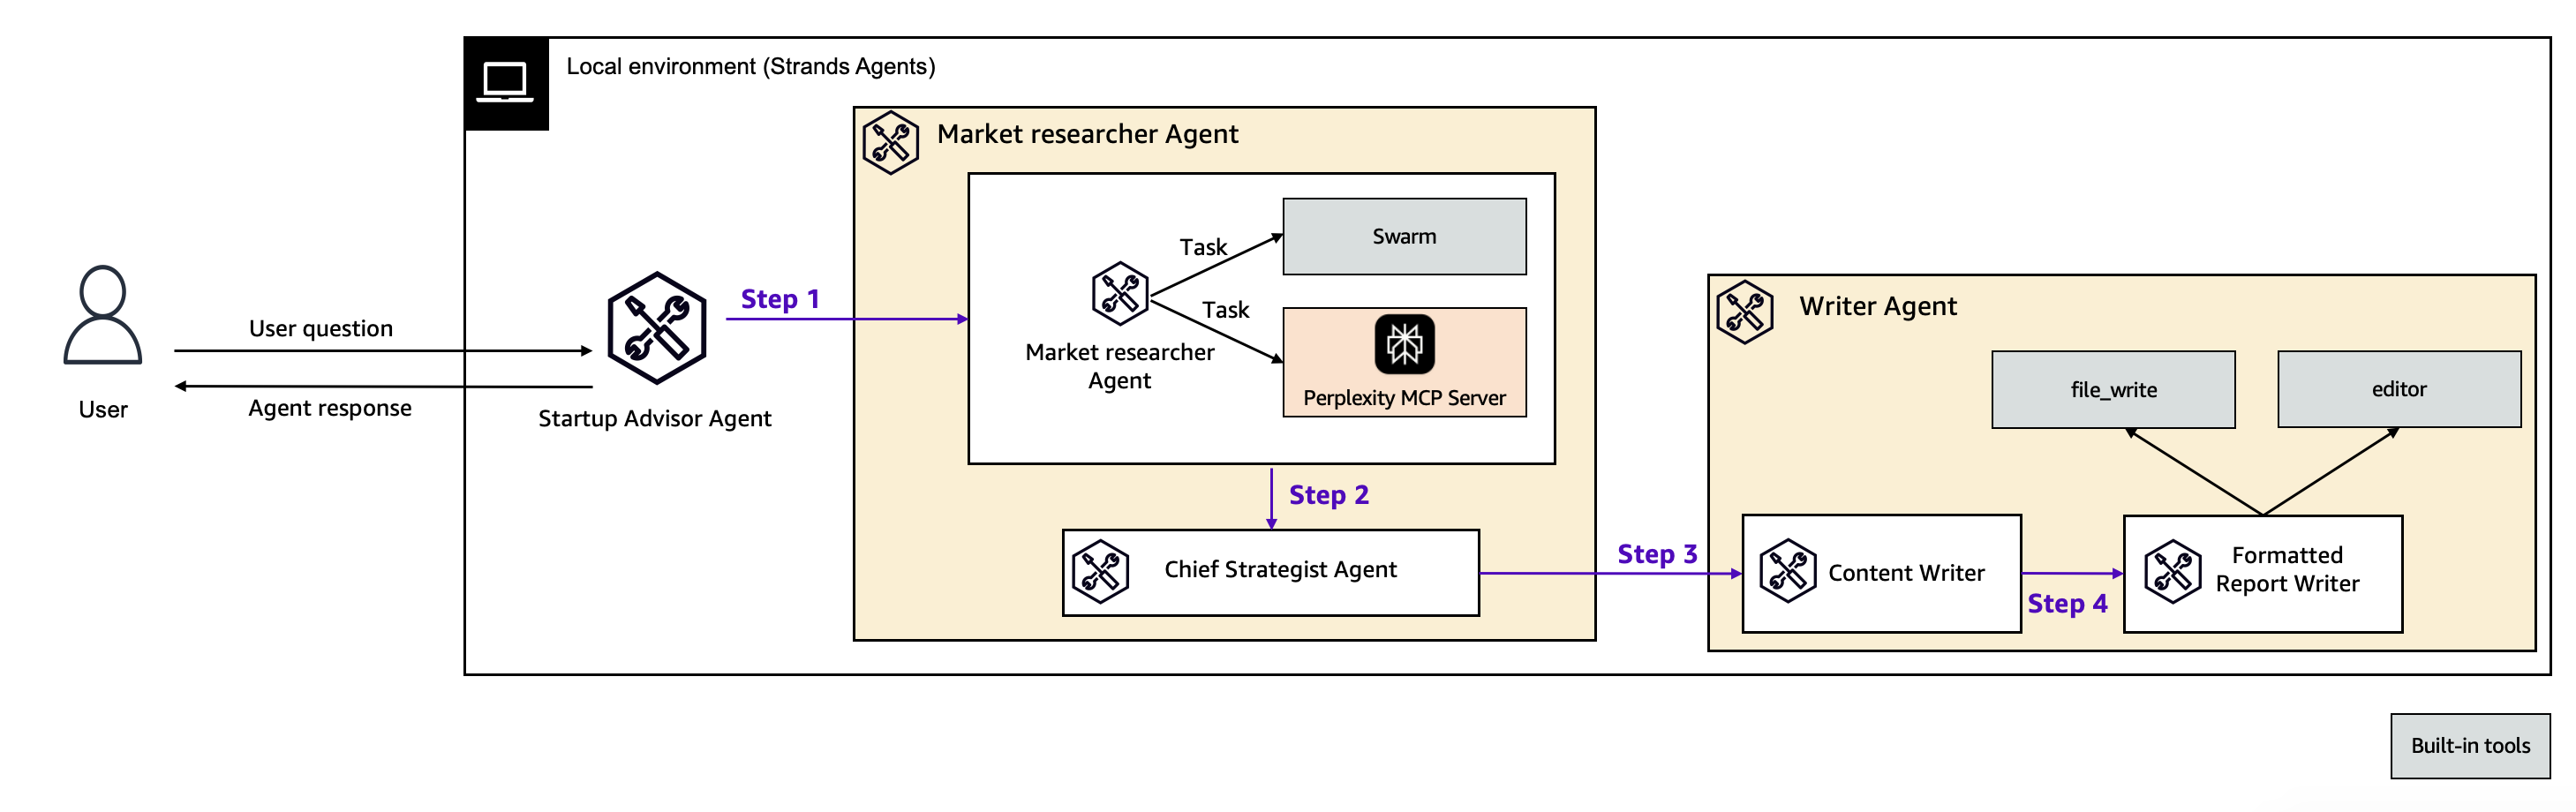 Local environment (Strands Agents)
Market researcher Agent
Swarm
Task
Task
Market researcher
Agent
Perplexity MCP Server
Step 1
User question
Agent response
User
Startup Advisor Agent
Step 2
Chief Strategist Agent
Step 3
Writer Agent
file_write
editor
Content Writer
Step 4
Formatted
Report Writer
Built-in tools